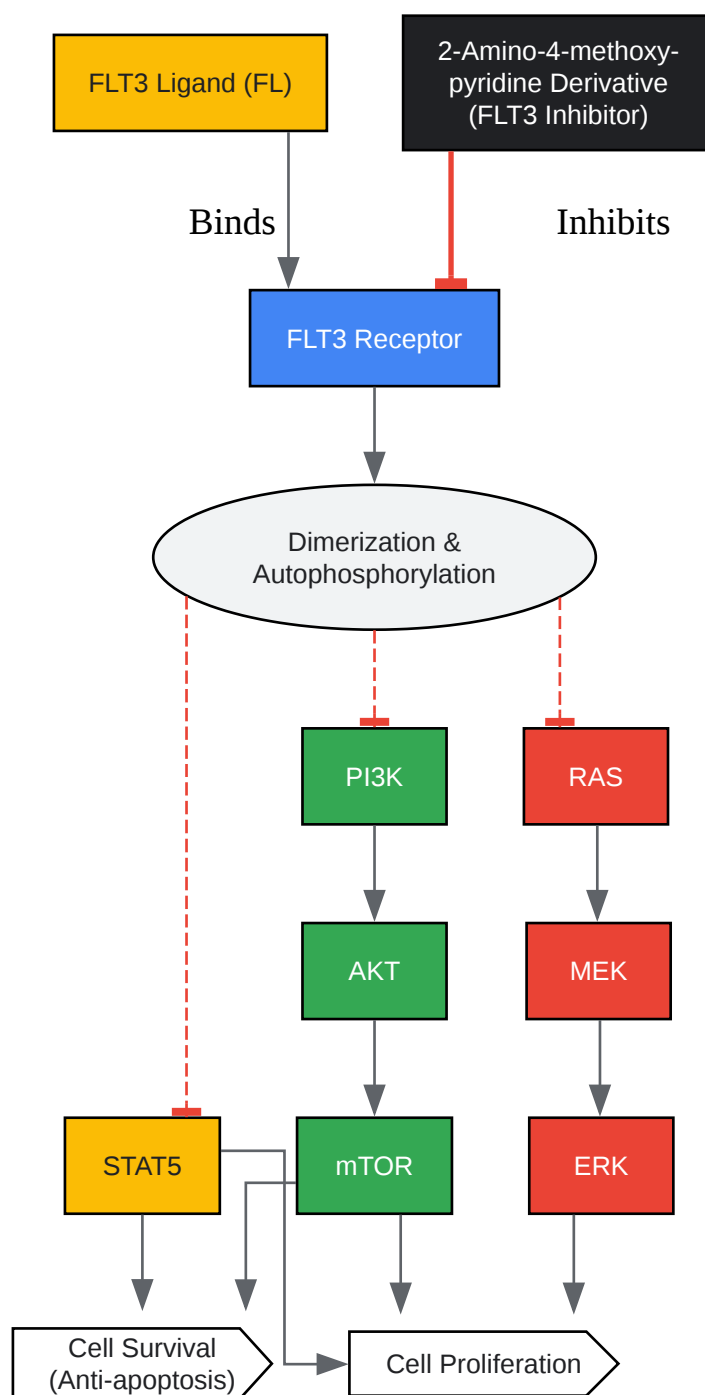 FLT3 Ligand (FL)
2-Amino-4-methoxy-
pyridine Derivative
(FLT3 Inhibitor)
Binds
Inhibits
FLT3 Receptor
Dimerization &
Autophosphorylation
PI3K
RAS
AKT
MEK
STAT5
mTOR
ERK
Cell Survival
(Anti-apoptosis)
Cell Proliferation